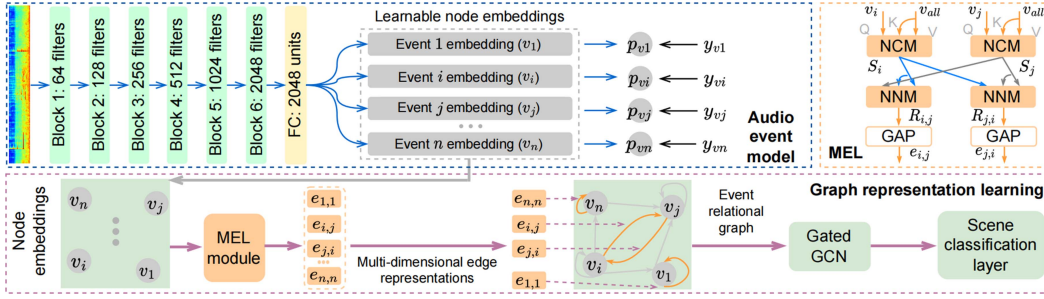 Block 1: 64 filters
Block 2: 128 filters
Block 3: 256 filters
Block 4: 512 filters
Block 5: 1024 filters
Block 6: 2048 filters
FC: 2048 units
Learnable node embeddings
Event 1 embedding (v1)
Event i embedding (vi)
Event j embedding (vj)
Event n embedding (vn)
pv1 yv1
pvi yvi
pvj yvj
pvn yvn
Audio event model
vi vall
vj vall
Q K V
Q K V
NCM NCM
Si Sj
NNM NNM
Ri,j Rj,i
GAP GAP
ei,j ej,i
MEL
Node embeddings
vn vj
vi v1
MEL module
e1,1
ei,j
ej,i
en,n
Multi-dimensional edge representations
en,n
ei,j
ej,i
e1,1
vn vj
vi v1
Event relational graph
Graph representation learning
Gated GCN
Scene classification layer